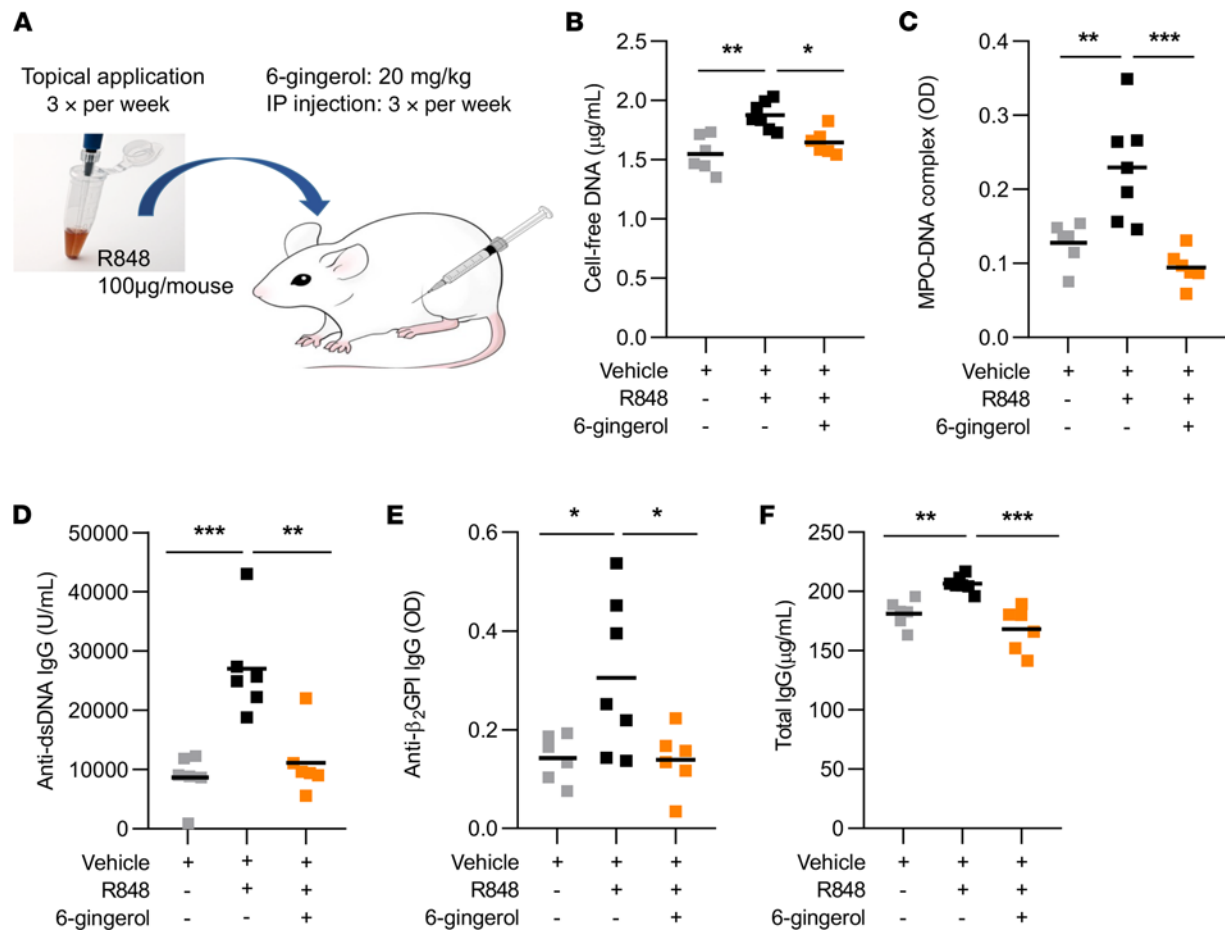 A
Topical application
3 × per week
6-gingerol: 20 mg/kg
IP injection: 3 × per week
R848
100µg/mouse
B
Cell-free DNA (µg/mL)
2.5
2.0
1.5
1.0
0.5
0.0
** *
Vehicle + + +
R848 - + +
6-gingerol - - +
C
MPO-DNA complex (OD)
0.4
0.3
0.2
0.1
0.0
** ***
Vehicle + + +
R848 - + +
6-gingerol - - +
D
Anti-dsDNA IgG (U/mL)
50000
40000
30000
20000
10000
0
*** **
Vehicle + + +
R848 - + +
6-gingerol - - +
E
Anti-β₂GPI IgG (OD)
0.6
0.4
0.2
0.0
* *
Vehicle + + +
R848 - + +
6-gingerol - - +
F
Total IgG(µg/mL)
250
200
150
100
50
0
** ***
Vehicle + + +
R848 - + +
6-gingerol - - +